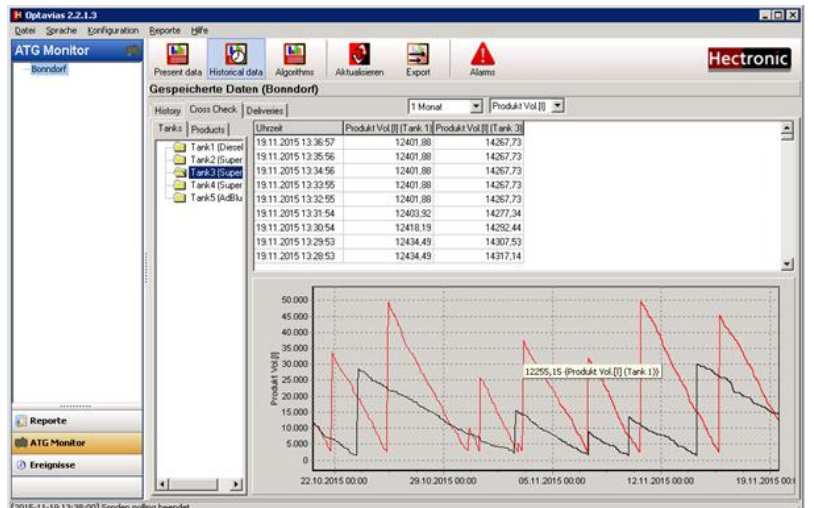 Optavias 2.2.1.3
Datei Sprache Konfiguration Reporte Hilfe
ATG Monitor
Bonndorf
Present data Historical data Algorithms Aktualisieren Export Alarms
Hectronic
Gespeicherte Daten (Bonndorf)
History Cross Check Deliveries 1 Monat Produkt Vol.[l]
Tanks Products
Tank1 (Diesel
Tank2 (Super
Tank3 (Super
Tank4 (Super
Tank5 (AdBlu
Uhrzeit Produkt Vol.[l] (Tank 1) Produkt Vol.[l] (Tank 3)
19.11.2015 13:36:57 12401,88 14267,73
19.11.2015 13:35:56 12401,88 14267,73
19.11.2015 13:34:56 12401,88 14267,73
19.11.2015 13:33:55 12401,88 14267,73
19.11.2015 13:32:55 12401,88 14267,73
19.11.2015 13:31:54 12403,92 14277,34
19.11.2015 13:30:54 12418,19 14292,44
19.11.2015 13:29:53 12434,49 14307,53
19.11.2015 13:28:53 12434,49 14317,14
Produkt Vol.[l]
50.000
45.000
40.000
35.000
30.000
25.000
20.000
15.000
10.000
5.000
0
12255,15 (Produkt Vol.[l] (Tank 1))
22.10.2015 00:00 29.10.2015 00:00 05.11.2015 00:00 12.11.2015 00:00 19.11.2015 00:
Reporte
ATG Monitor
Ereignisse
[2015-11-19 13:38:00] Sonden polling beendet